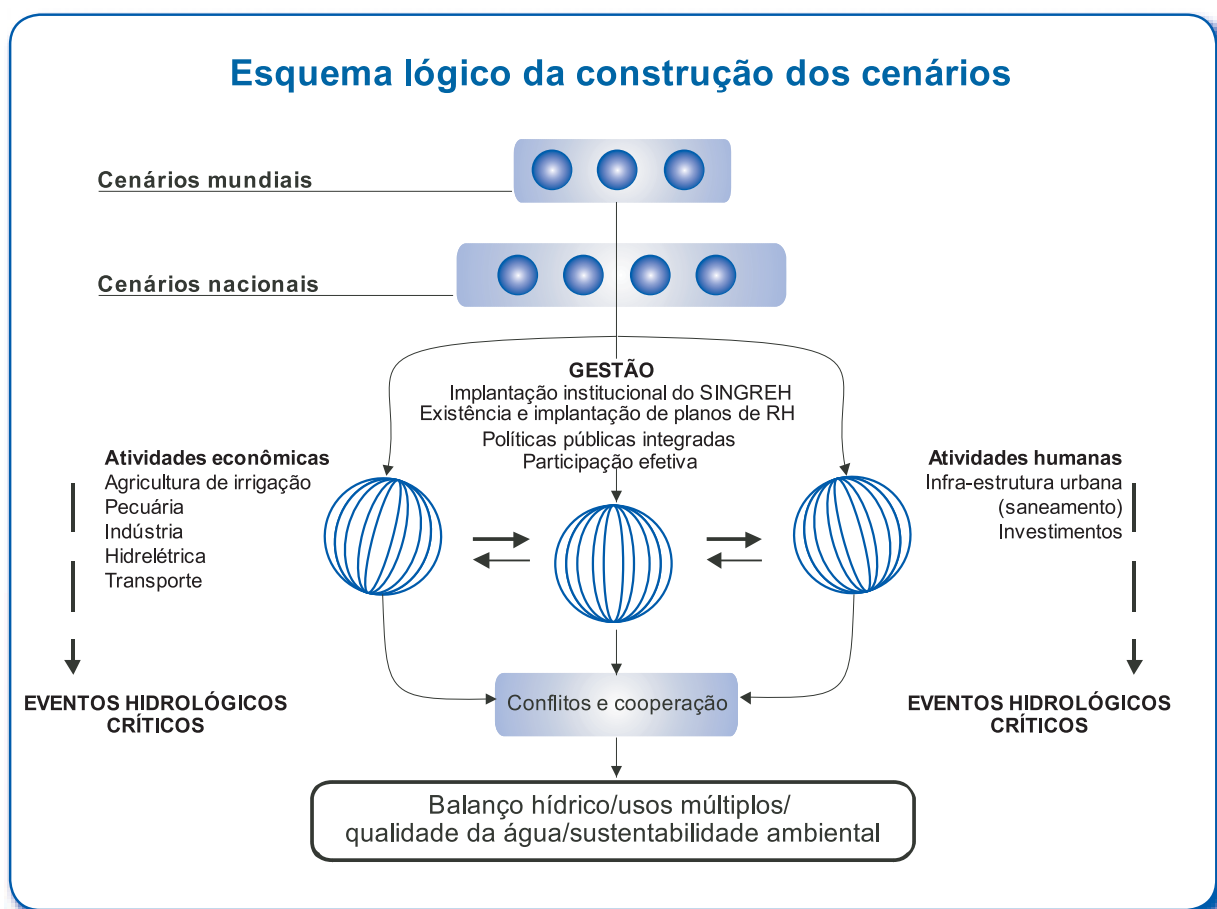 Esquema lógico da construção dos cenários
Cenários mundiais
Cenários nacionais
GESTÃO
Implantação institucional do SINGREH
Existência e implantação de planos de RH
Políticas públicas integradas
Participação efetiva
Atividades econômicas
Agricultura de irrigação
Pecuária
Indústria
Hidrelétrica
Transporte
Atividades humanas
Infra-estrutura urbana
(saneamento)
Investimentos
EVENTOS HIDROLÓGICOS
CRÍTICOS
Conflitos e cooperação
EVENTOS HIDROLÓGICOS
CRÍTICOS
Balanço hídrico/usos múltiplos/
qualidade da água/sustentabilidade ambiental